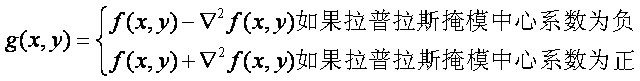 g(x,y) = { f(x,y) − ∇²f(x,y)如果拉普拉斯掩模中心系数为负
f(x,y) + ∇²f(x,y)如果拉普拉斯掩模中心系数为正